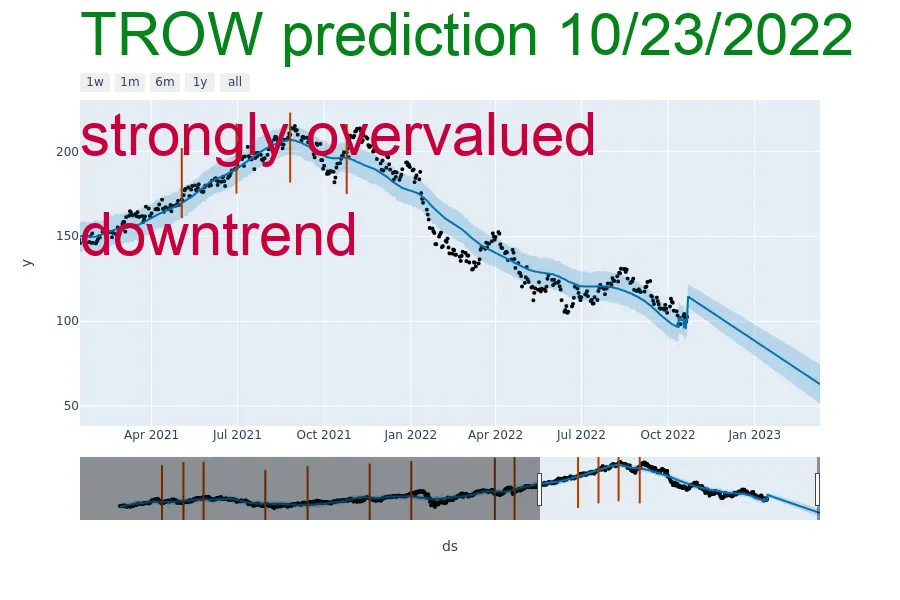 TROW prediction 10/23/2022
1w 1m 6m 1y all
strongly overvalued
200
downtrend
150
y
100
50
Apr 2021 Jul 2021 Oct 2021 Jan 2022 Apr 2022 Jul 2022 Oct 2022 Jan 2023
ds